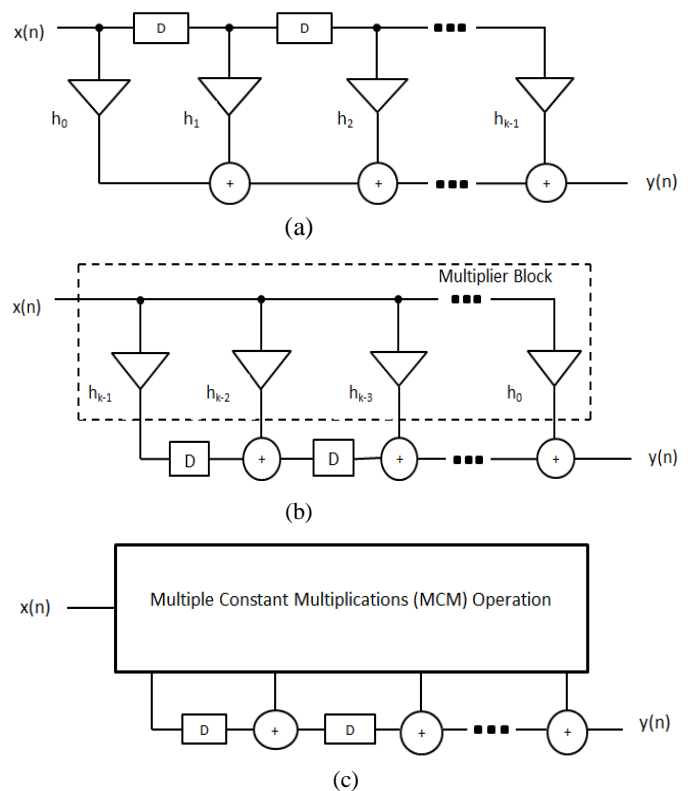 x(n) D D
h0 h1 h2 hk-1
+ + + y(n)
(a)
Multiplier Block
x(n)
hk-1 hk-2 hk-3 h0
D + D + + y(n)
(b)
Multiple Constant Multiplications (MCM) Operation
x(n)
D + D + + y(n)
(c)